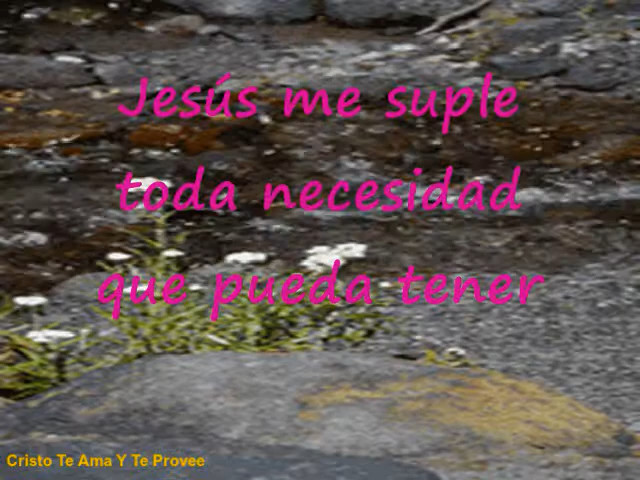 Jesús me suple
toda necesidad
que pueda tener
Cristo Te Ama Y Te Provee